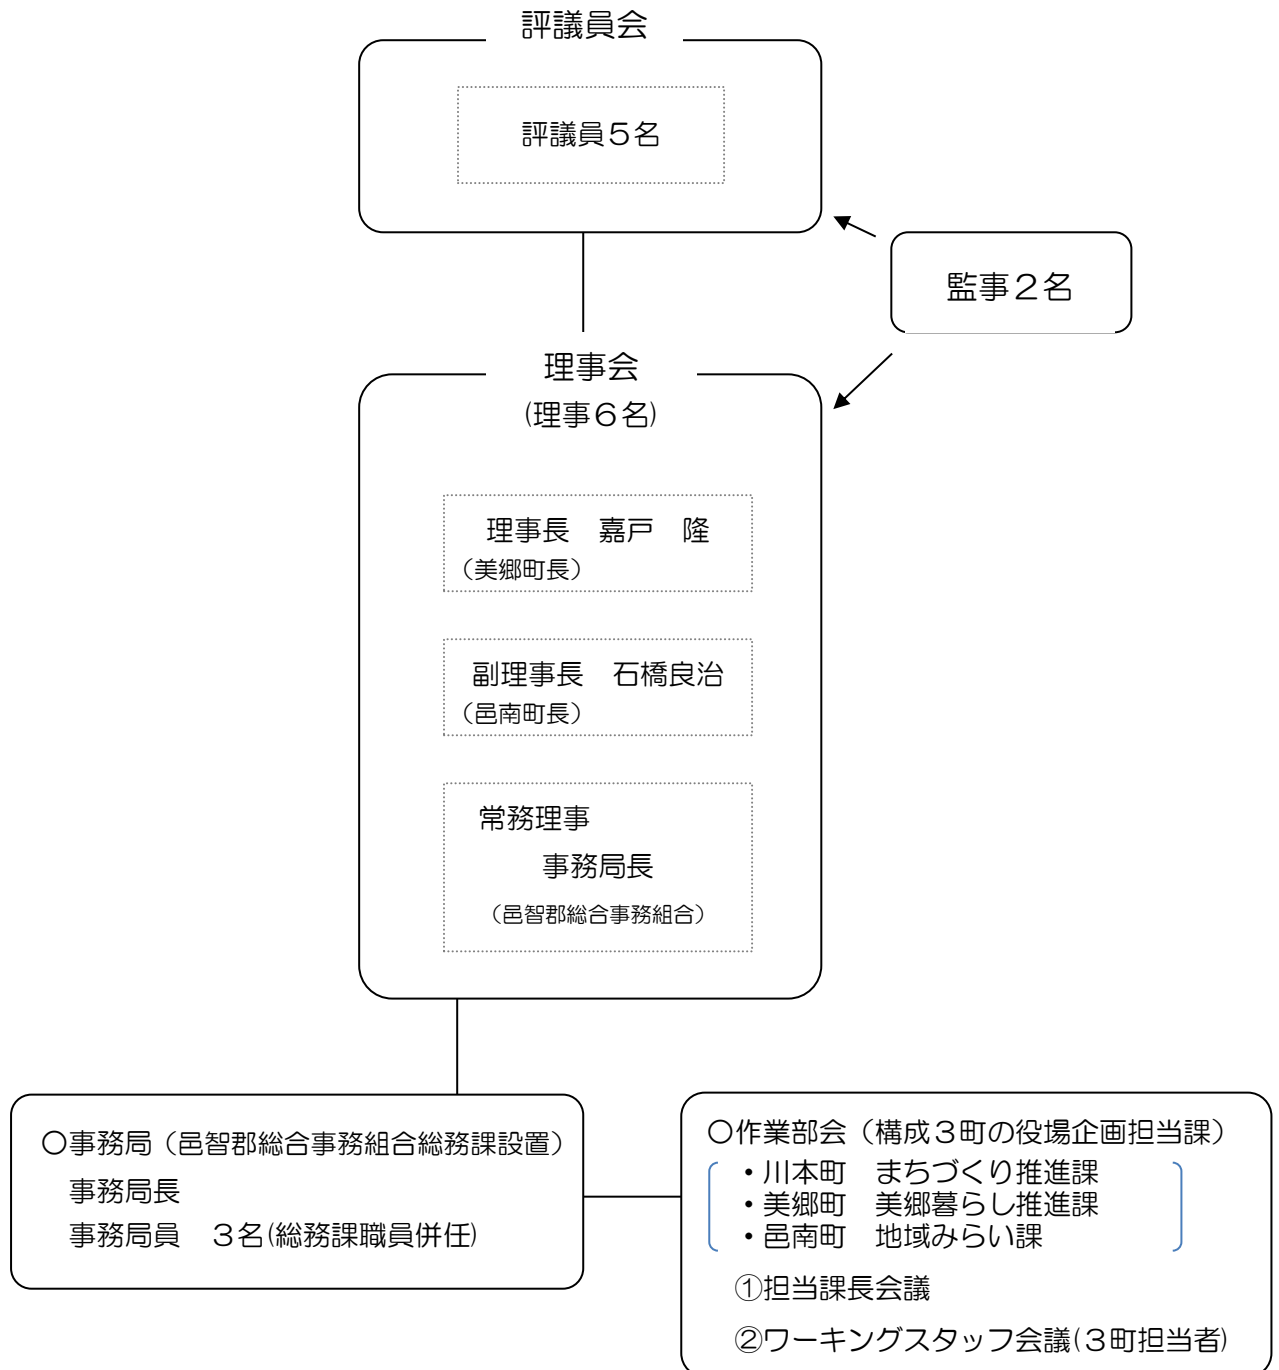 評議員会
評議員５名
監事２名
理事会
(理事６名)
理事長　嘉戸　隆
（美郷町長）
副理事長　石橋良治
（邑南町長）
常務理事
事務局長
（邑智郡総合事務組合）
〇事務局（邑智郡総合事務組合総務課設置）
事務局長
事務局員　３名(総務課職員併任)
〇作業部会（構成３町の役場企画担当課）
・川本町　まちづくり推進課
・美郷町　美郷暮らし推進課
・邑南町　地域みらい課
①担当課長会議
②ワーキングスタッフ会議(３町担当者)